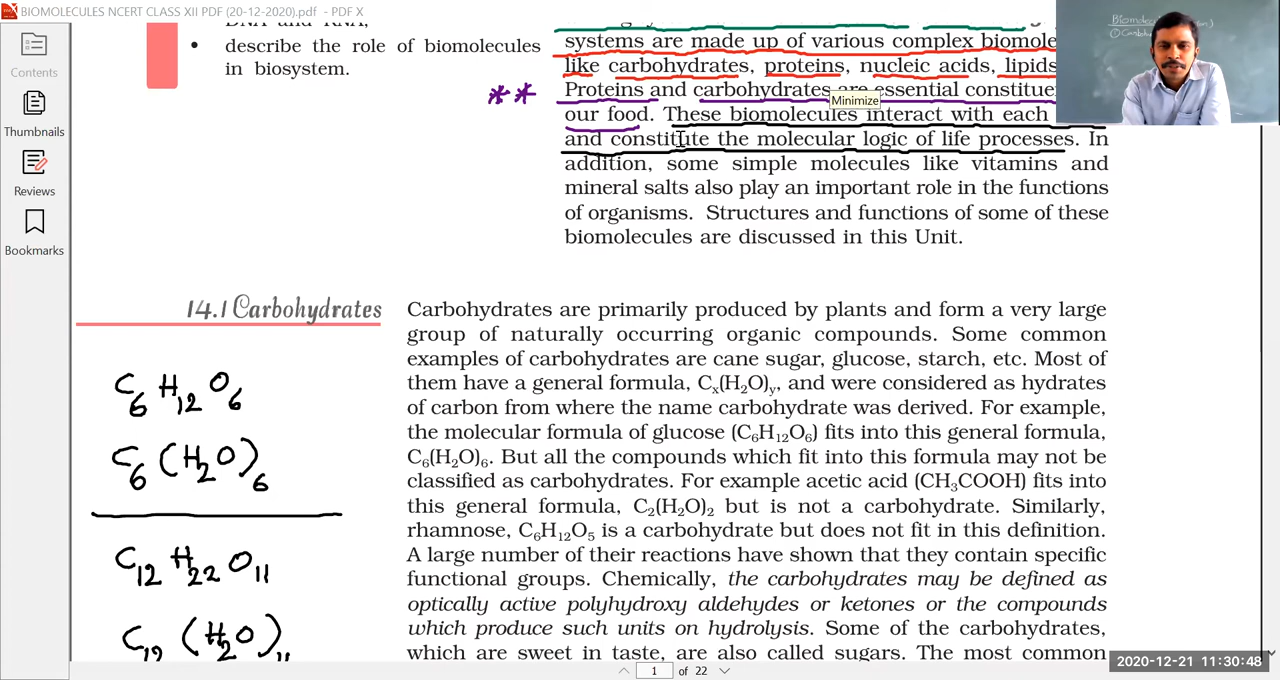 BIOMOLECULES NCERT CLASS XII PDF (20-12-2020).pdf - PDF X
Contents
Reviews
Bookmarks
DNA and RNA;
• describe the role of biomolecules
in biosystem.
**
systems are made up of various complex biomole
like carbohydrates, proteins, nucleic acids, lipids
Proteins and carbohydrates are essential constituen
Minimize
our food. These biomolecules interact with each
and constitute the molecular logic of life processes. In
addition, some simple molecules like vitamins and
mineral salts also play an important role in the functions
of organisms. Structures and functions of some of these
biomolecules are discussed in this Unit.
14.1 Carbohydrates
Carbohydrates are primarily produced by plants and form a very large
group of naturally occurring organic compounds. Some common
examples of carbohydrates are cane sugar, glucose, starch, etc. Most of
them have a general formula, Cₓ(H₂O)ᵧ, and were considered as hydrates
of carbon from where the name carbohydrate was derived. For example,
the molecular formula of glucose (C₆H₁₂O₆) fits into this general formula,
C₆(H₂O)₆. But all the compounds which fit into this formula may not be
classified as carbohydrates. For example acetic acid (CH₃COOH) fits into
this general formula, C₂(H₂O)₂ but is not a carbohydrate. Similarly,
rhamnose, C₆H₁₂O₅ is a carbohydrate but does not fit in this definition.
A large number of their reactions have shown that they contain specific
functional groups. Chemically, the carbohydrates may be defined as
optically active polyhydroxy aldehydes or ketones or the compounds
which produce such units on hydrolysis. Some of the carbohydrates,
which are sweet in taste, are also called sugars. The most common
C₆H₁₂O₆
C₆(H₂O)₆
C₁₂H₂₂O₁₁
C₁₂(H₂O)₁₁
1 of 22
2020-12-21 11:30:48